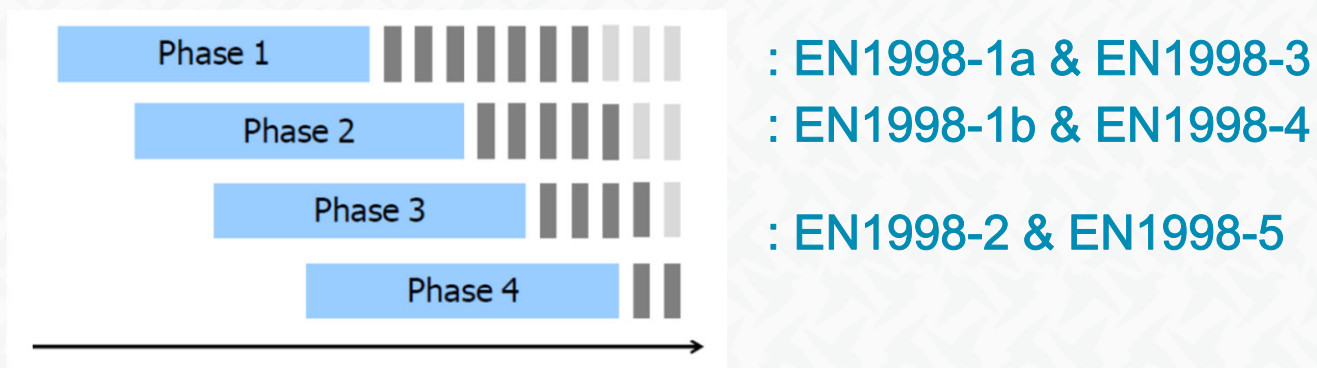 Phase 1 : EN1998-1a & EN1998-3
Phase 2 : EN1998-1b & EN1998-4
Phase 3 : EN1998-2 & EN1998-5
Phase 4